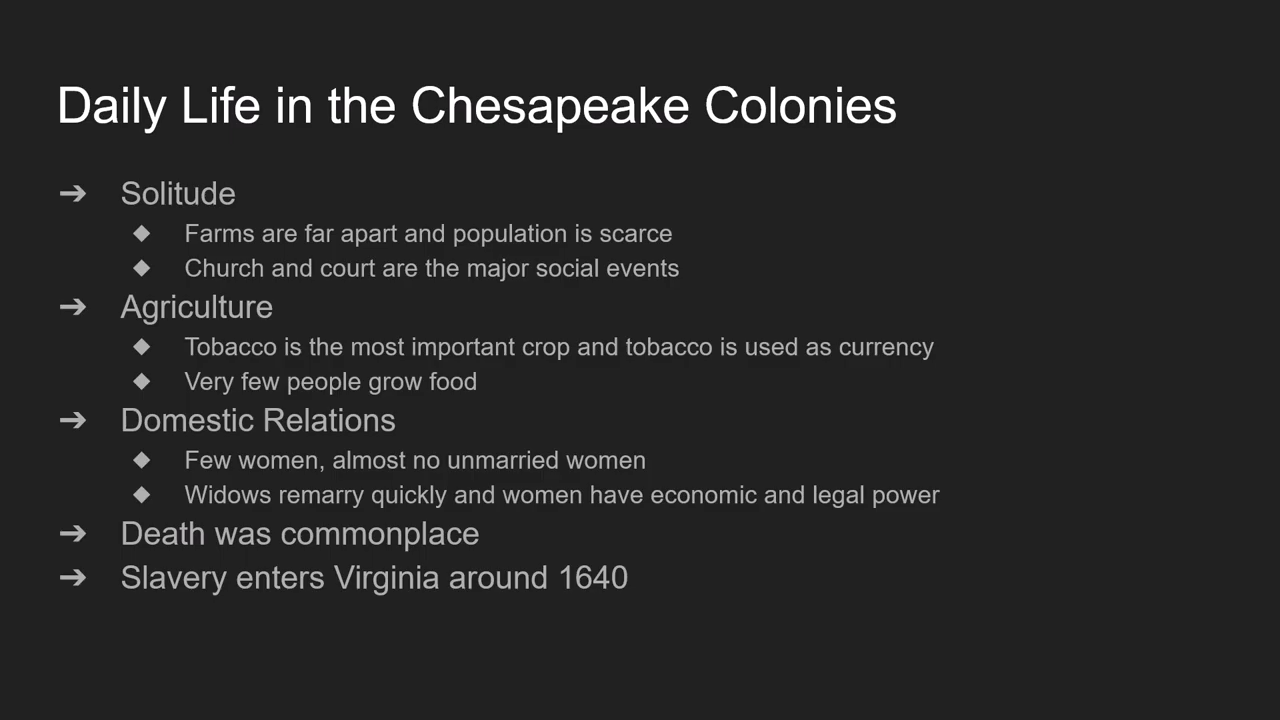 Daily Life in the Chesapeake Colonies
➔ Solitude
◆ Farms are far apart and population is scarce
◆ Church and court are the major social events
➔ Agriculture
◆ Tobacco is the most important crop and tobacco is used as currency
◆ Very few people grow food
➔ Domestic Relations
◆ Few women, almost no unmarried women
◆ Widows remarry quickly and women have economic and legal power
➔ Death was commonplace
➔ Slavery enters Virginia around 1640